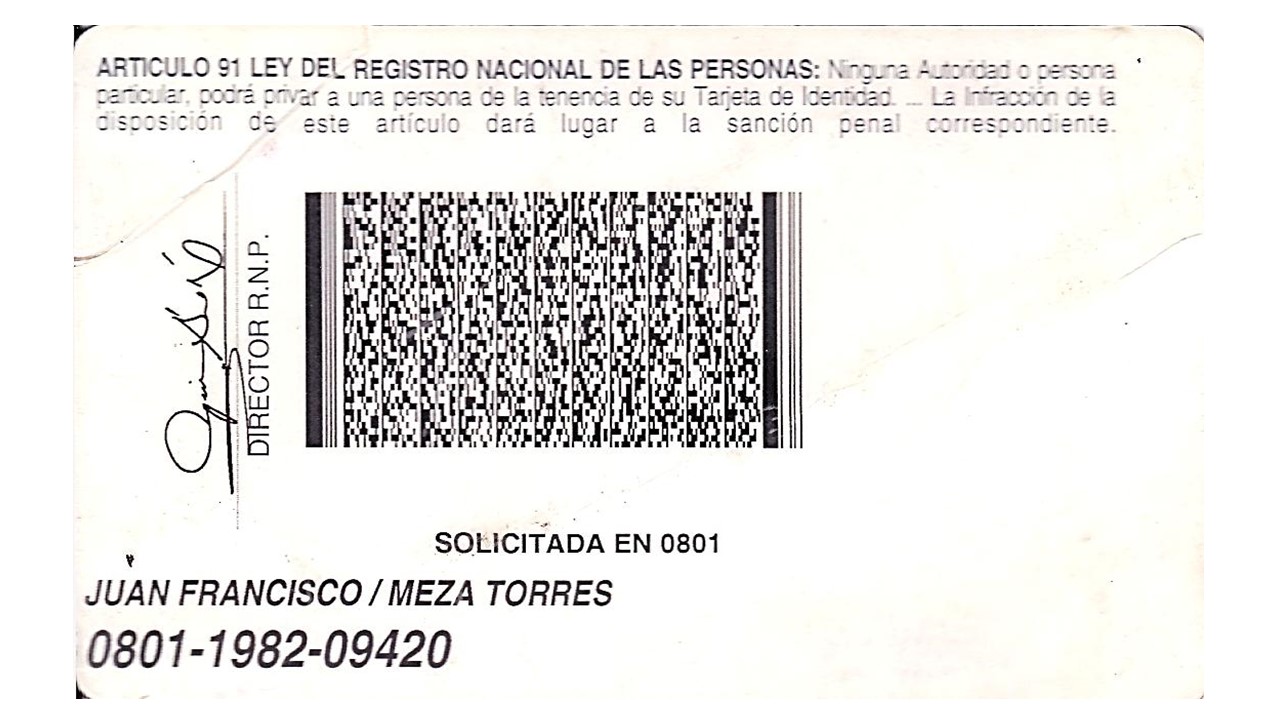 ARTICULO 91 LEY DEL REGISTRO NACIONAL DE LAS PERSONAS: Ninguna Autoridad o persona
particular, podrá privar a una persona de la tenencia de su Tarjeta de Identidad. ... La Infracción de la
disposición de este artículo dará lugar a la sanción penal correspondiente.
DIRECTOR R.N.P.
SOLICITADA EN 0801
JUAN FRANCISCO / MEZA TORRES
0801-1982-09420